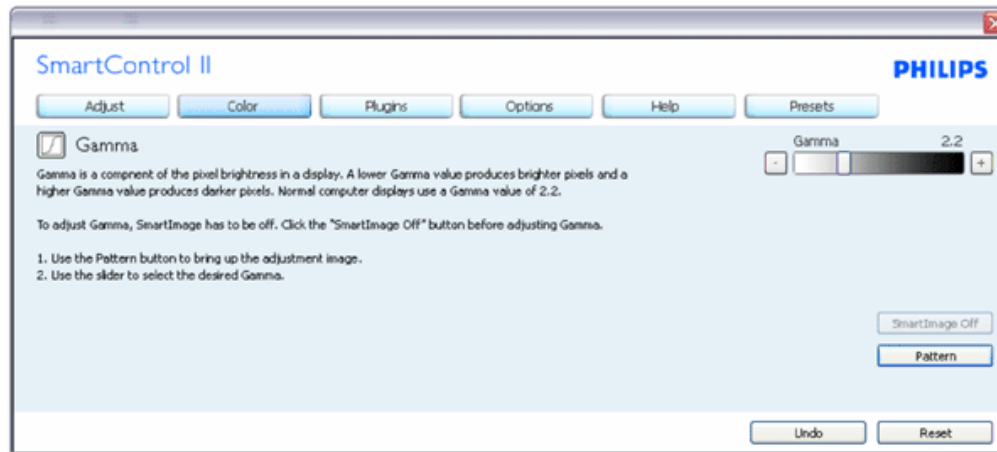 SmartControl II
PHILIPS
Adjust
Color
Plugins
Options
Help
Presets
Gamma
Gamma is a compnent of the pixel brightness in a display. A lower Gamma value produces brighter pixels and a
higher Gamma value produces darker pixels. Normal computer displays use a Gamma value of 2.2.
To adjust Gamma, SmartImage has to be off. Click the "SmartImage Off" button before adjusting Gamma.
1. Use the Pattern button to bring up the adjustment image.
2. Use the slider to select the desired Gamma.
Gamma 2.2
- +
SmartImage Off
Pattern
Undo
Reset